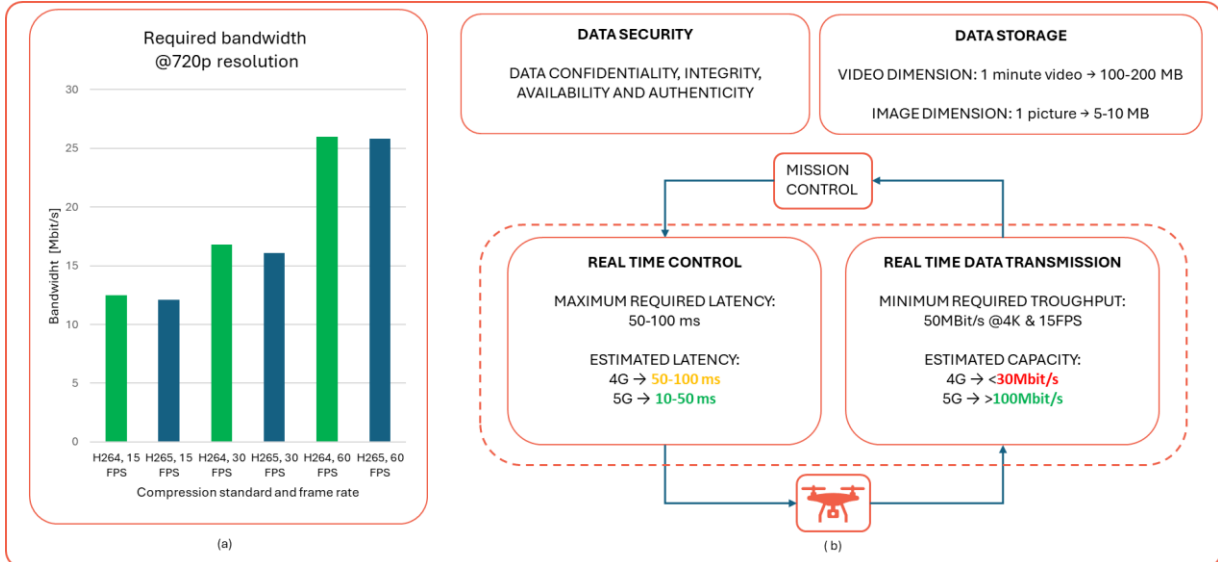 Required bandwidth
@720p resolution
30
25
20
15
10
5
0
Bandwidht [Mbit/s]
H264, 15 FPS
H265, 15 FPS
H264, 30 FPS
H265, 30 FPS
H264, 60 FPS
H265, 60 FPS
Compression standard and frame rate
(a)
DATA SECURITY
DATA CONFIDENTIALITY, INTEGRITY,
AVAILABILITY AND AUTHENTICITY
DATA STORAGE
VIDEO DIMENSION: 1 minute video → 100-200 MB
IMAGE DIMENSION: 1 picture → 5-10 MB
MISSION
CONTROL
REAL TIME CONTROL
MAXIMUM REQUIRED LATENCY:
50-100 ms
ESTIMATED LATENCY:
4G → 50-100 ms
5G → 10-50 ms
REAL TIME DATA TRANSMISSION
MINIMUM REQUIRED TROUGHPUT:
50MBit/s @4K & 15FPS
ESTIMATED CAPACITY:
4G → <30Mbit/s
5G → >100Mbit/s
( b)